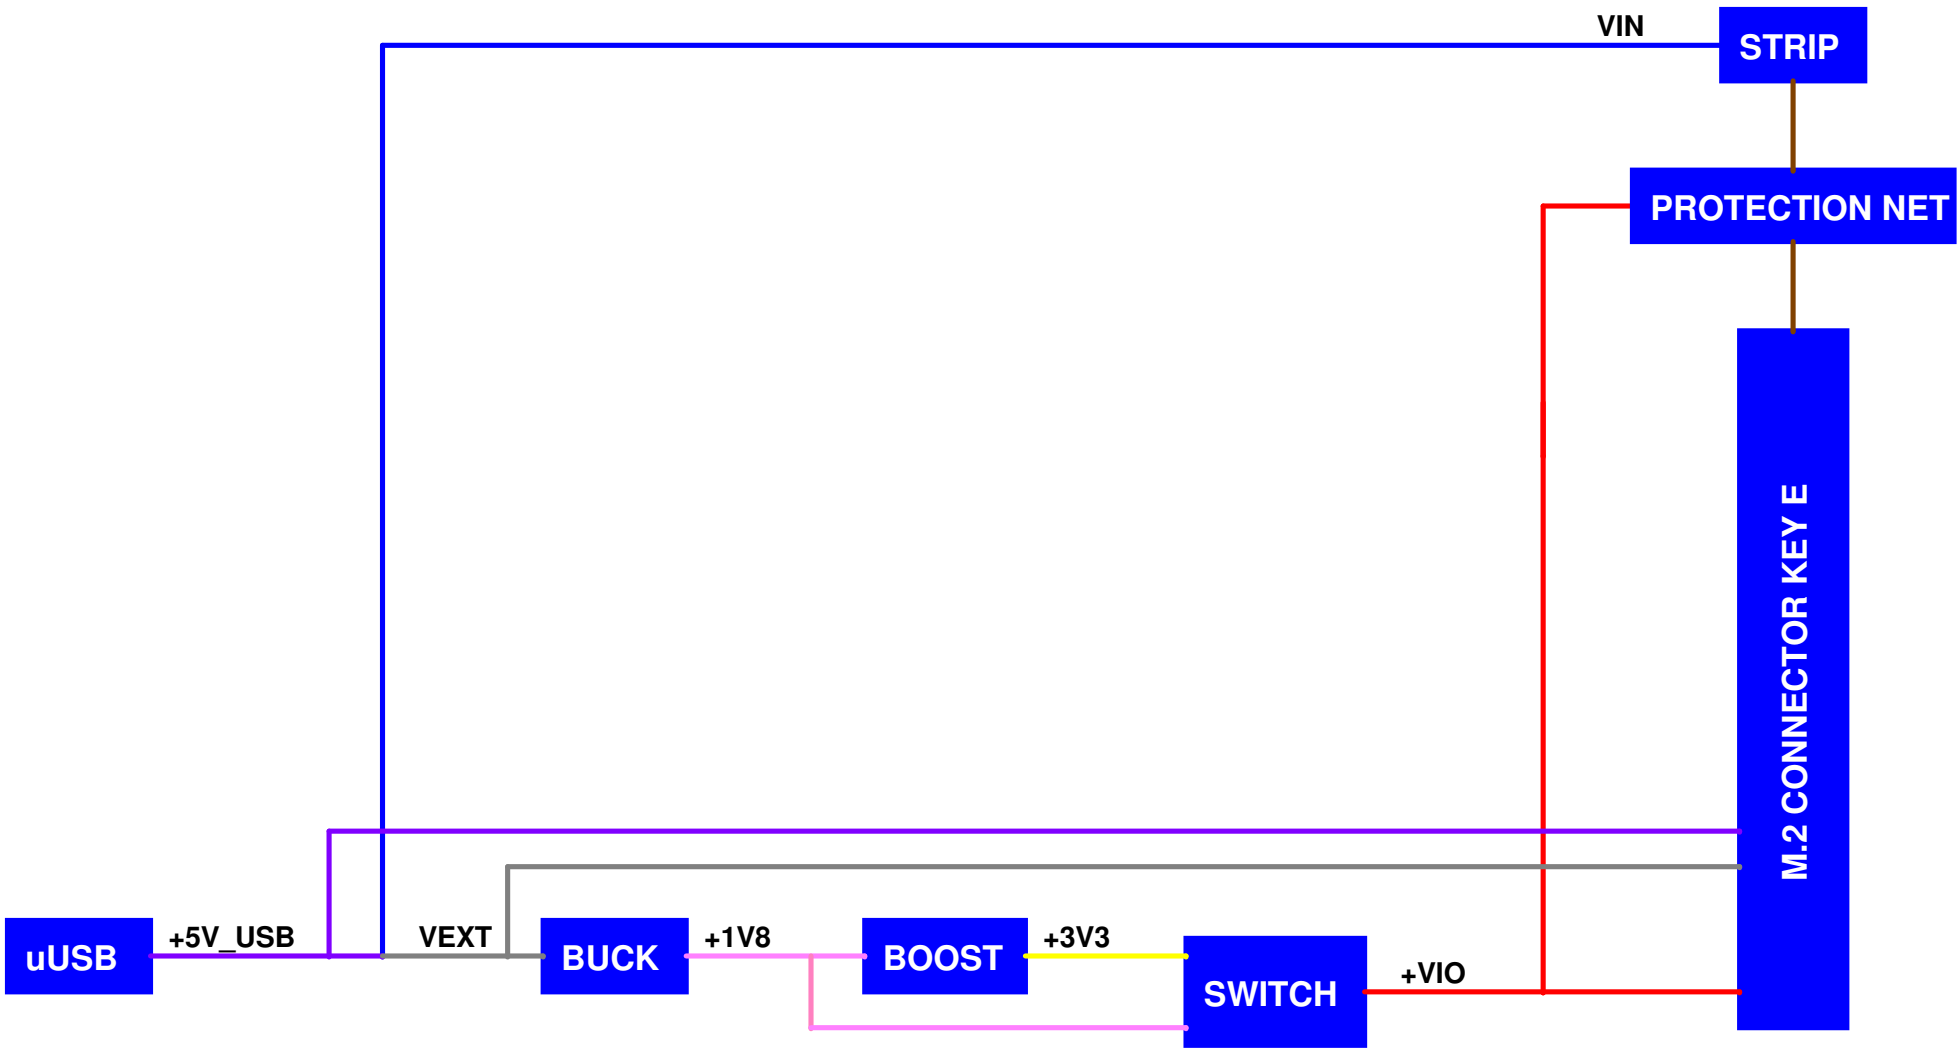 VIN
STRIP
PROTECTION NET
M.2 CONNECTOR KEY E
uUSB
+5V_USB
VEXT
BUCK
+1V8
BOOST
+3V3
SWITCH
+VIO